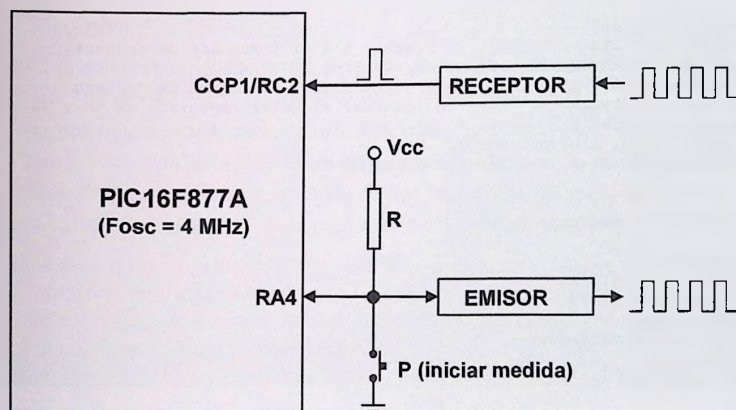 CCP1/RC2
RECEPTOR
Vcc
PIC16F877A
(Fosc = 4 MHz)
R
RA4
EMISOR
P (iniciar medida)